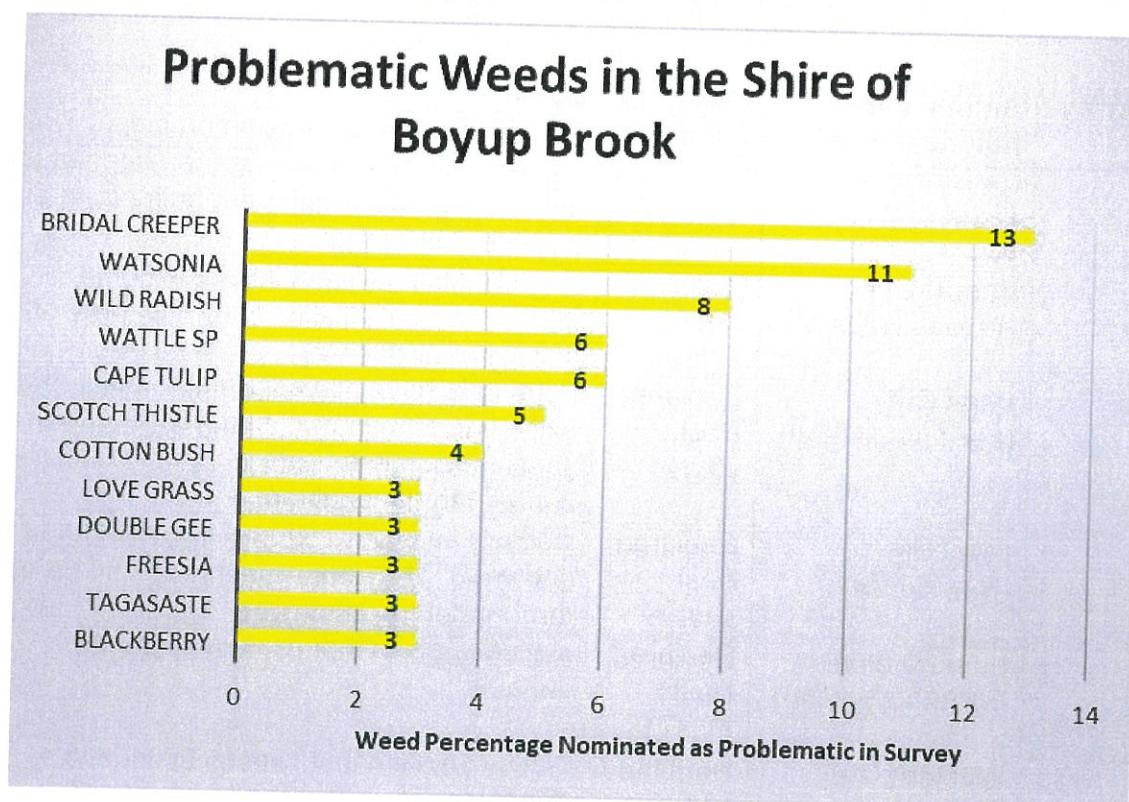 Problematic Weeds in the Shire of
Boyup Brook
BRIDAL CREEPER 13
WATSONIA 11
WILD RADISH 8
WATTLE SP 6
CAPE TULIP 6
SCOTCH THISTLE 5
COTTON BUSH 4
LOVE GRASS 3
DOUBLE GEE 3
FREESIA 3
TAGASASTE 3
BLACKBERRY 3
0 2 4 6 8 10 12 14
Weed Percentage Nominated as Problematic in Survey